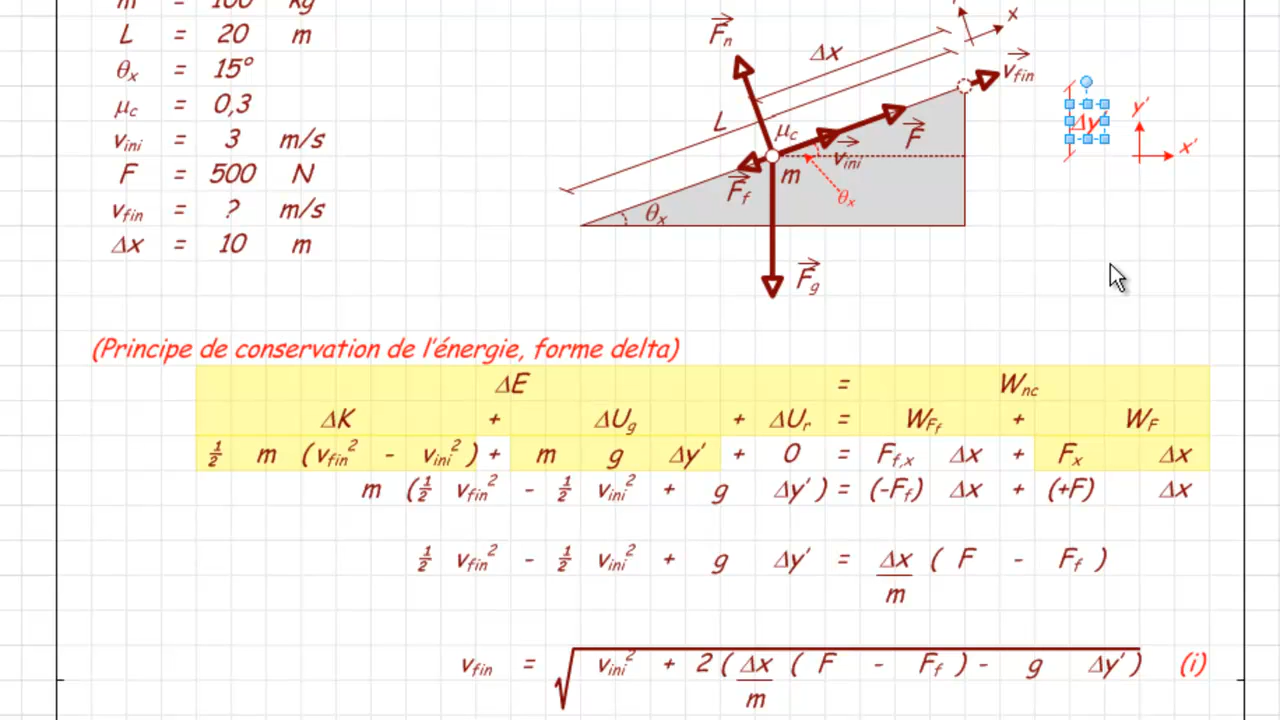 m = 100 kg
L = 20 m
θx = 15°
μc = 0,3
vini = 3 m/s
F = 500 N
vfin = ? m/s
Δx = 10 m
Fn
Δx
x
vfin
L
μc
F
vini
Ff
m
θx
θx
Fg
Δy'
y'
x'
(Principe de conservation de l'énergie, forme delta)
ΔE = Wnc
ΔK + ΔUg + ΔUr = WFf + WF
½ m (vfin² - vini²) + m g Δy' + 0 = Ff,x Δx + Fx Δx
m (½ vfin² - ½ vini² + g Δy') = (-Ff) Δx + (+F) Δx
½ vfin² - ½ vini² + g Δy' = Δx ( F - Ff )
m
vfin = √ vini² + 2 ( Δx ( F - Ff ) - g Δy' ) (i)
m